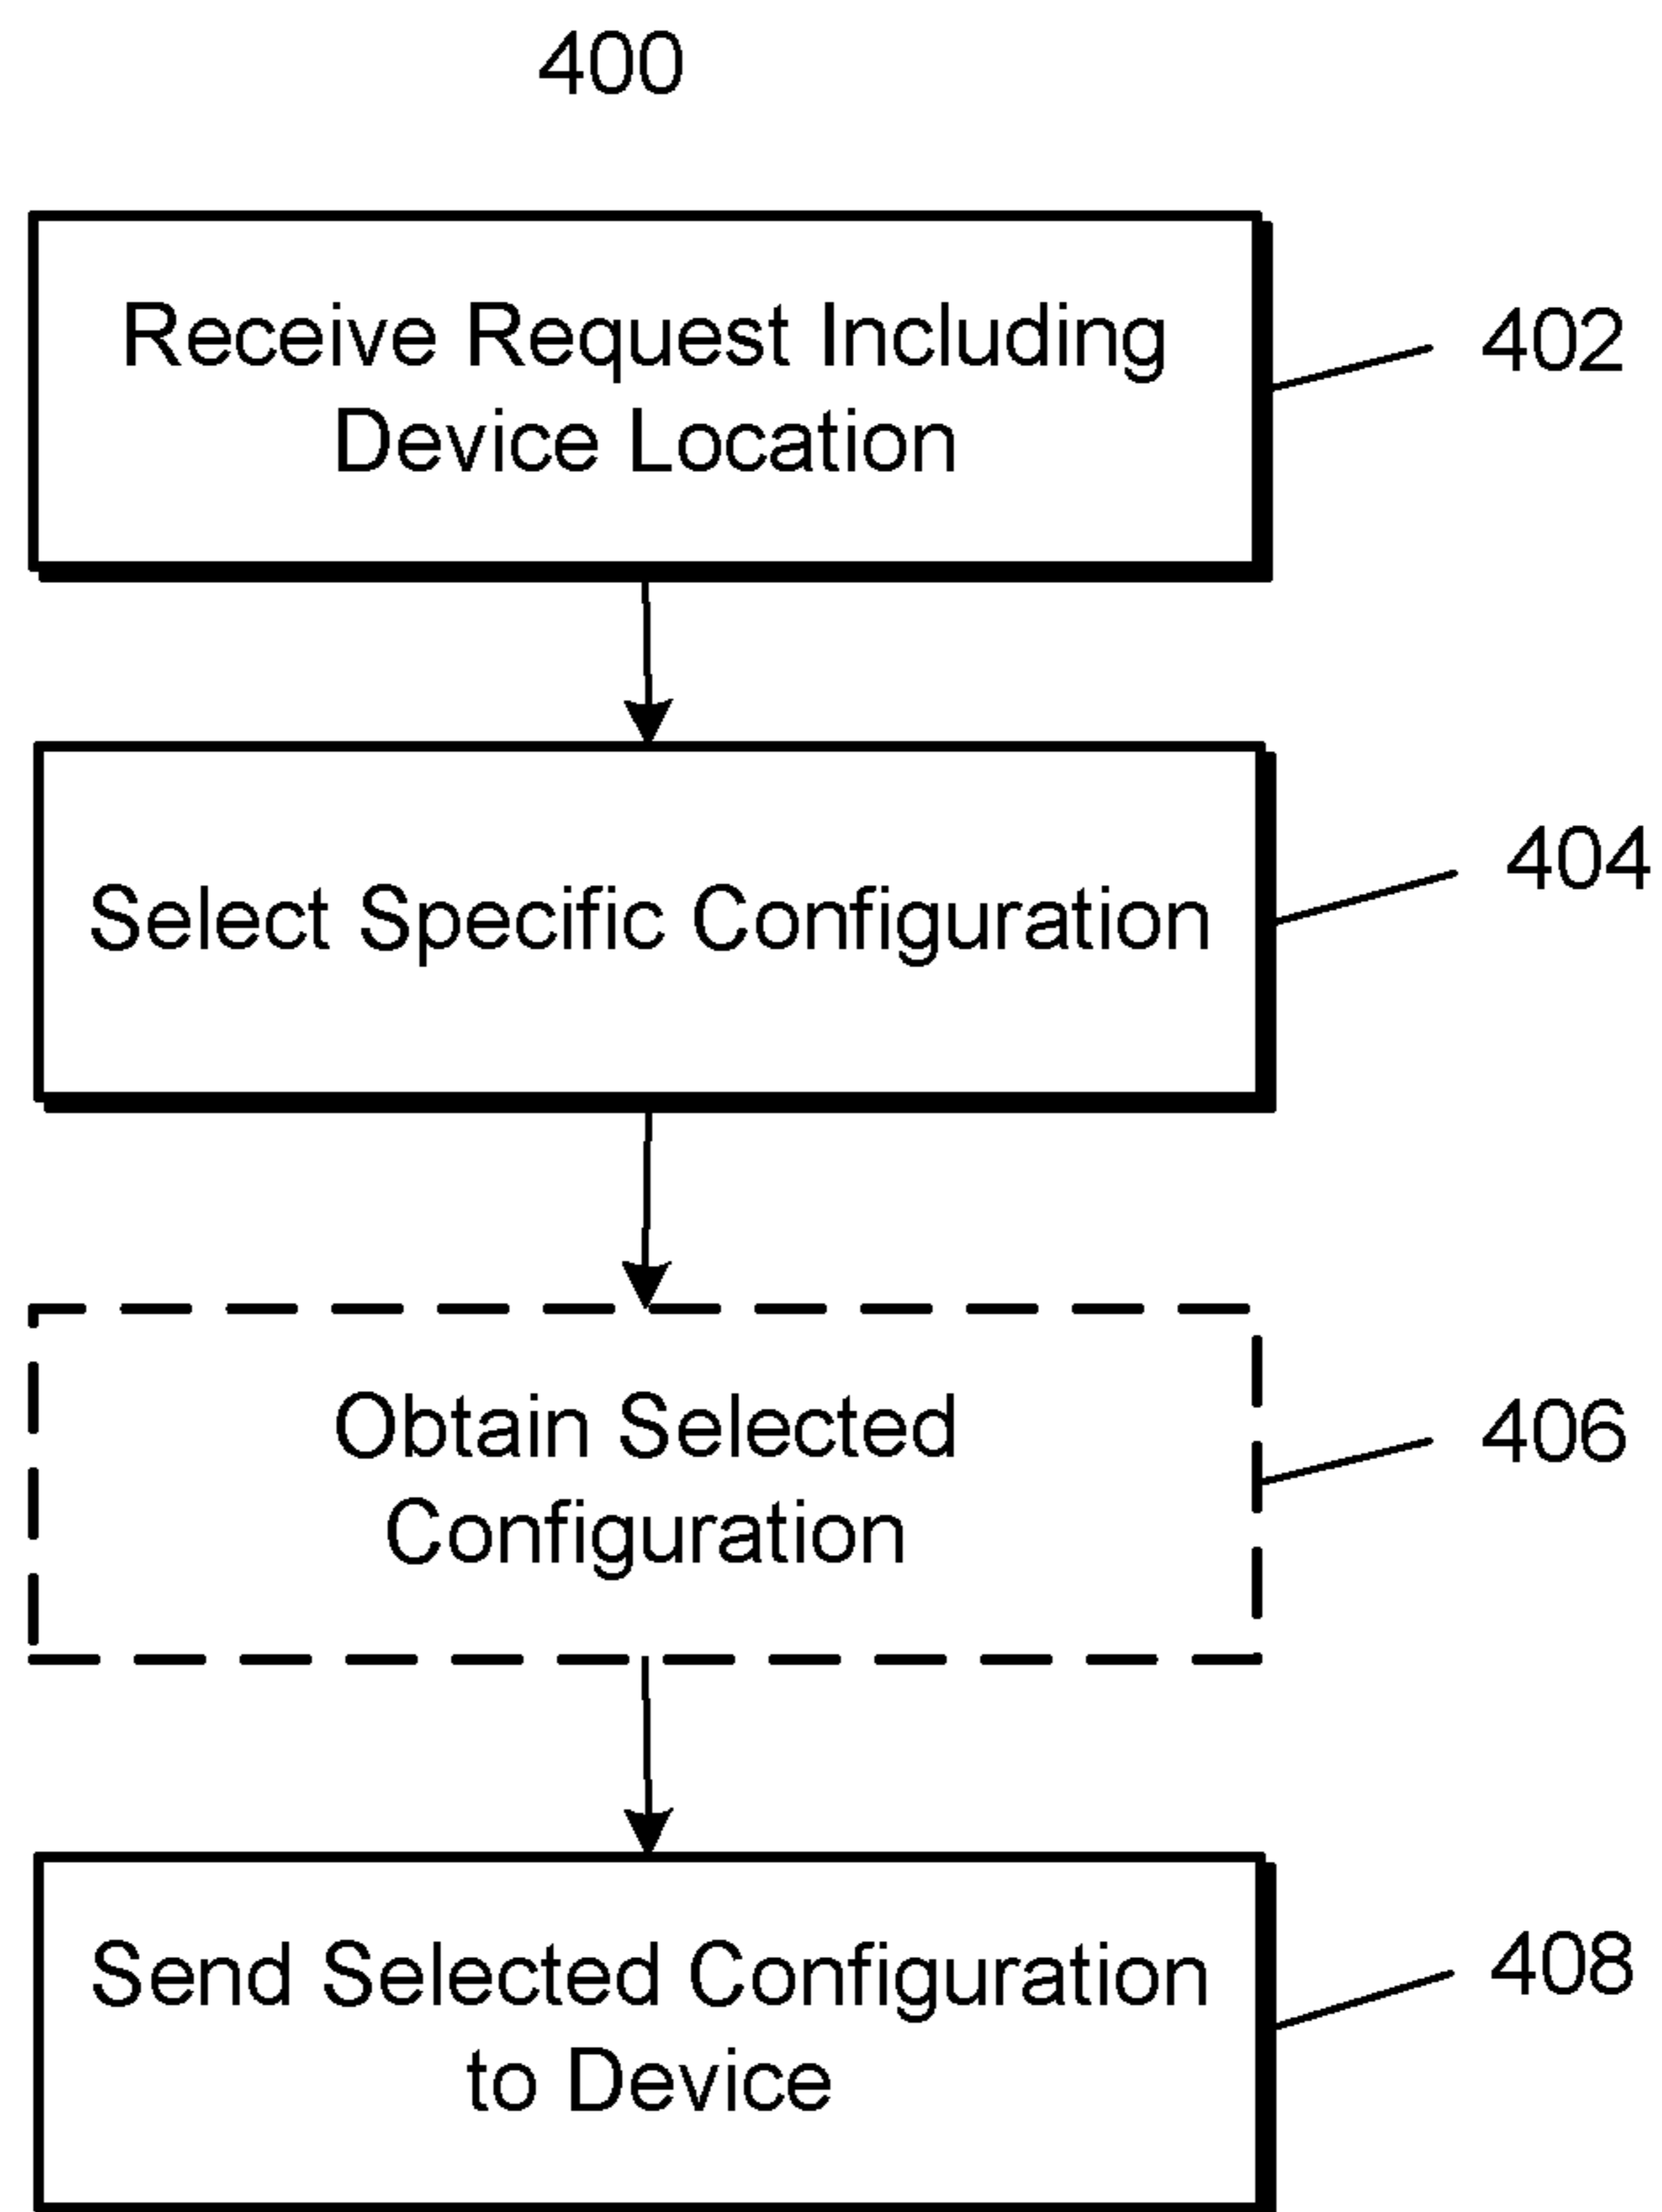 400
Receive Request Including
Device Location
402
Select Specific Configuration
404
Obtain Selected
Configuration
406
Send Selected Configuration
to Device
408